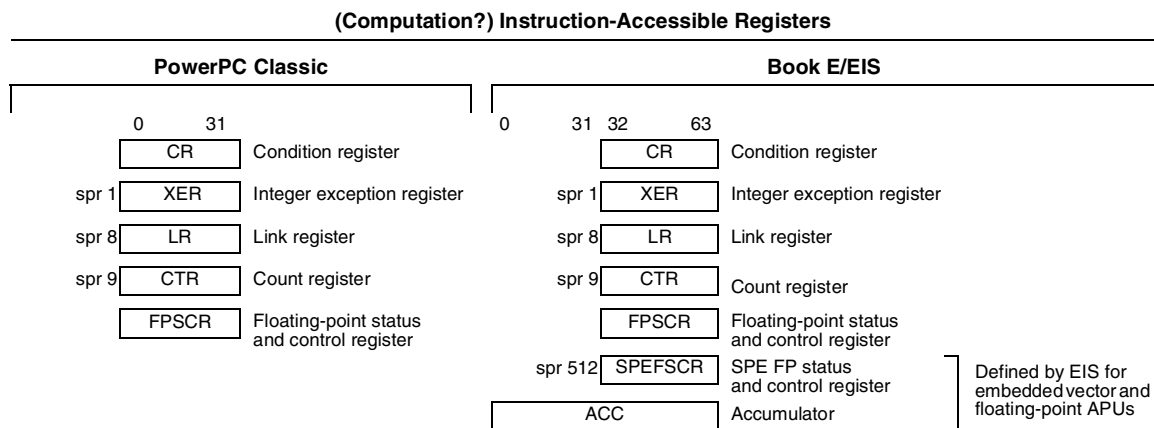 (Computation?) Instruction-Accessible Registers
PowerPC Classic
0 31
CR Condition register
spr 1 XER Integer exception register
spr 8 LR Link register
spr 9 CTR Count register
FPSCR Floating-point status
and control register
Book E/EIS
0 31 32 63
CR Condition register
spr 1 XER Integer exception register
spr 8 LR Link register
spr 9 CTR Count register
FPSCR Floating-point status
and control register
spr 512 SPEFSCR SPE FP status
and control register
ACC Accumulator
Defined by EIS for
embedded vector and
floating-point APUs